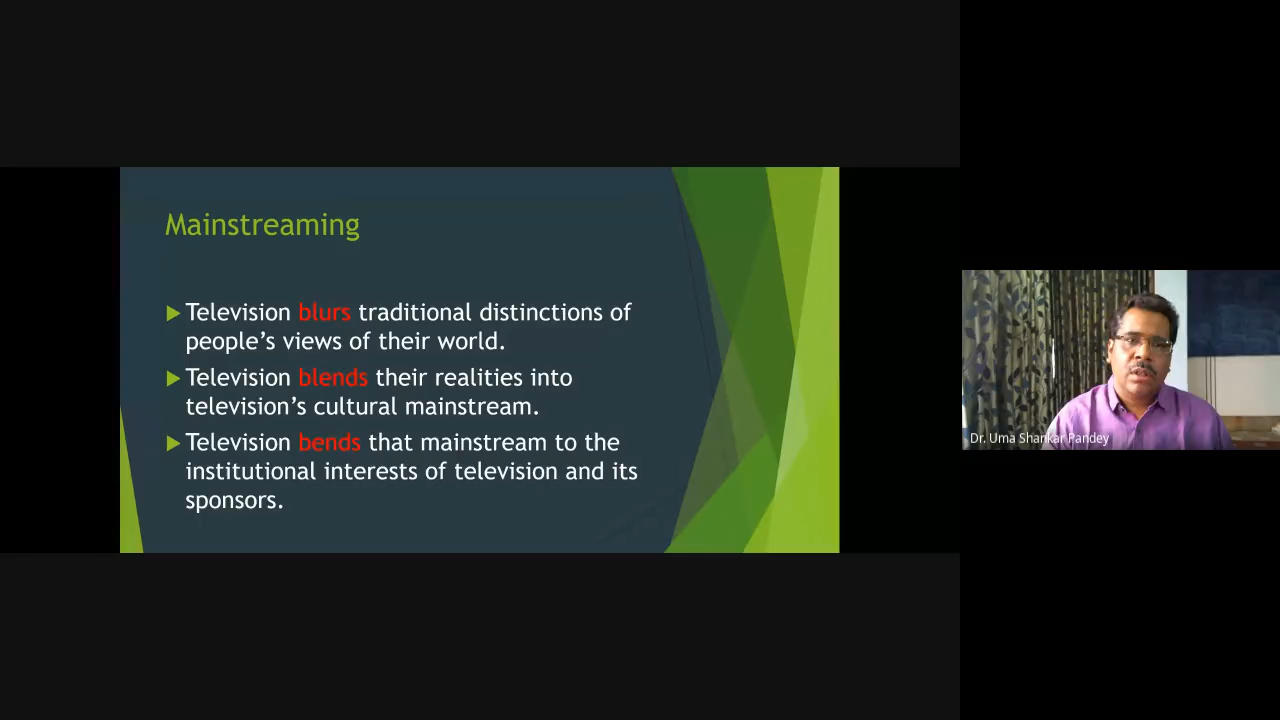 Mainstreaming
Television blurs traditional distinctions of
people’s views of their world.
Television blends their realities into
television’s cultural mainstream.
Television bends that mainstream to the
institutional interests of television and its
sponsors.
Dr. Uma Shankar Pandey